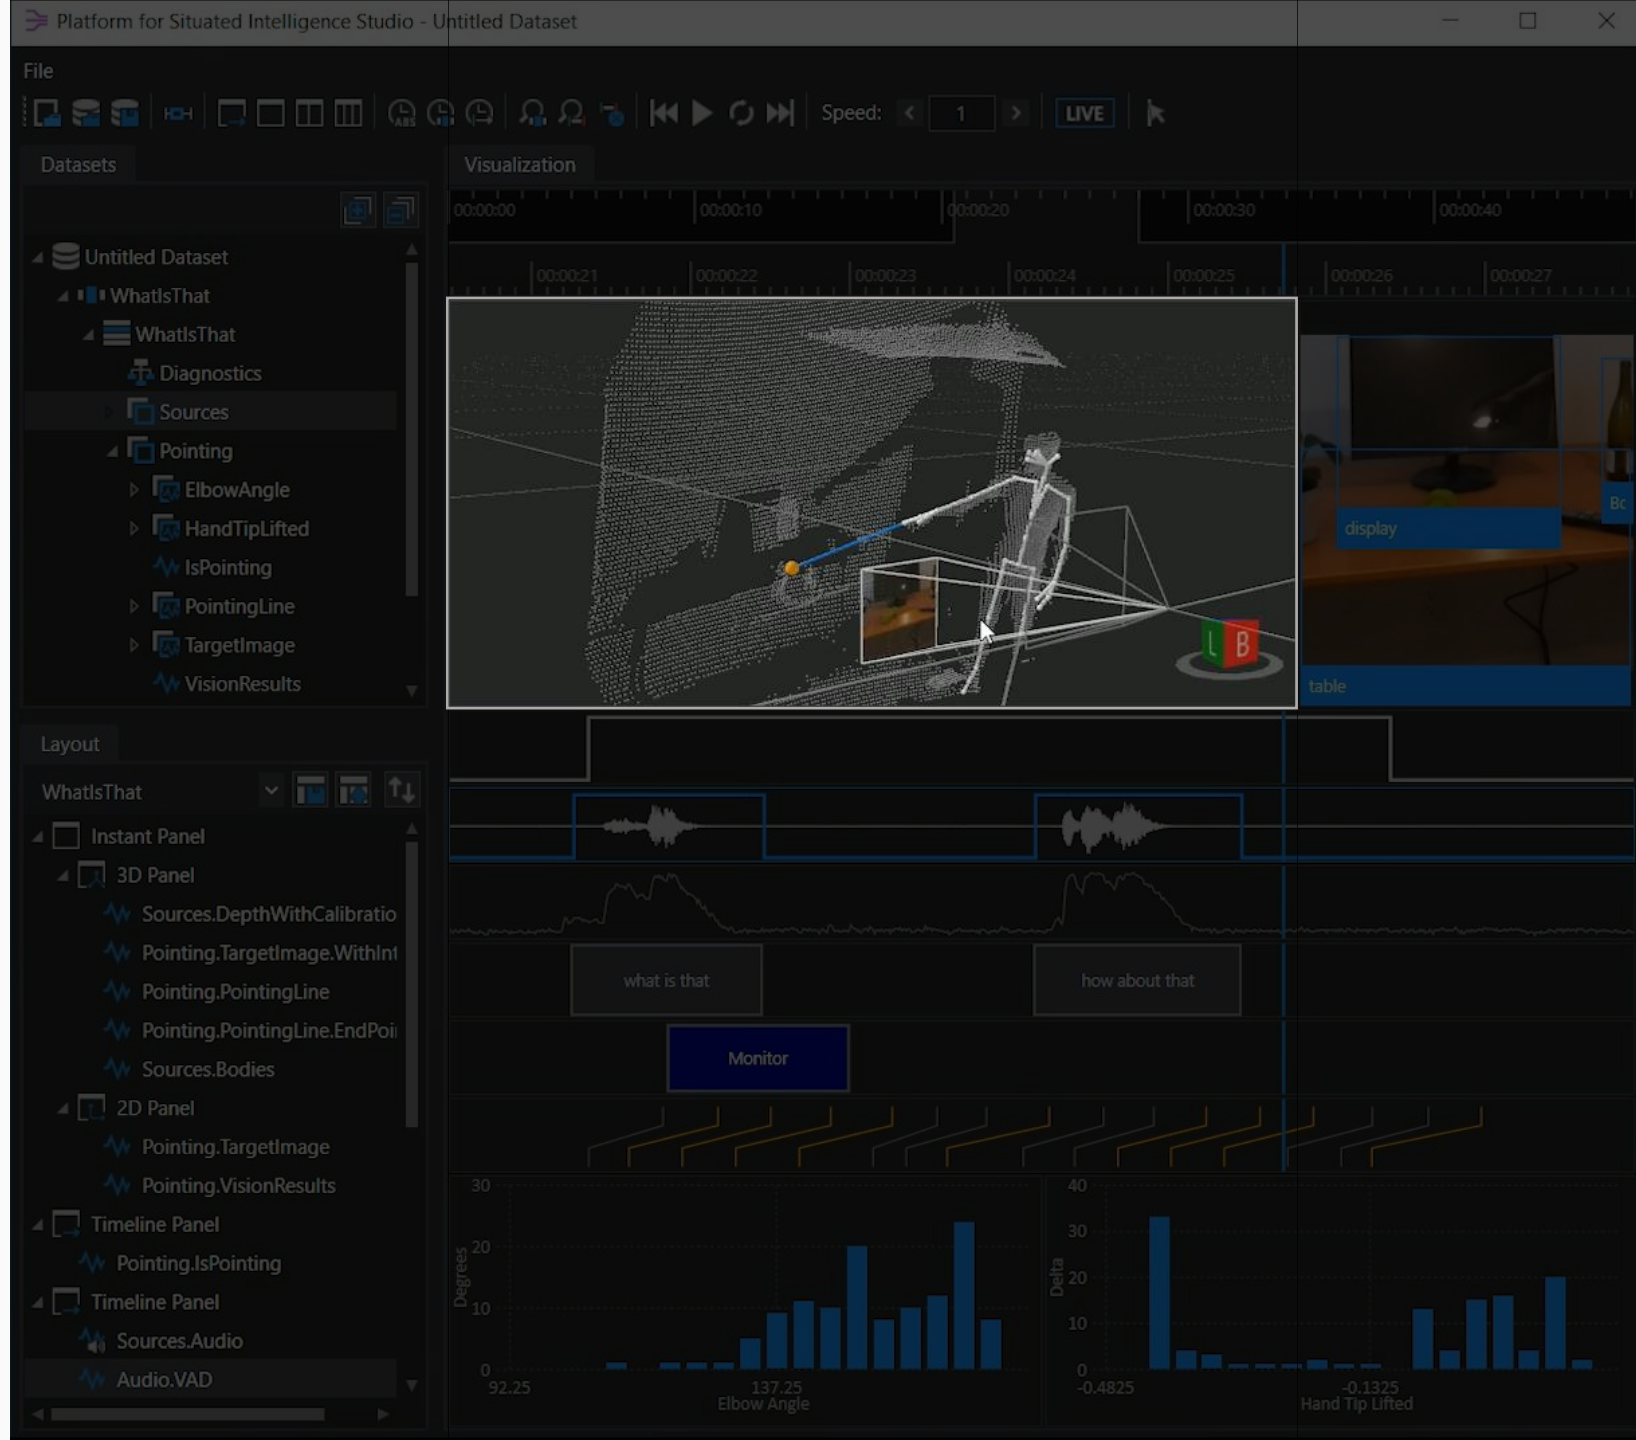 Platform for Situated Intelligence Studio - Untitled Dataset
File
ABS
Speed:
1
LIVE
Datasets
Visualization
00:00:00
00:00:10
00:00:20
00:00:30
00:00:40
00:00:21
00:00:22
00:00:23
00:00:24
00:00:25
00:00:26
00:00:27
Untitled Dataset
WhatIsThat
WhatIsThat
Diagnostics
Sources
Pointing
ElbowAngle
HandTipLifted
IsPointing
PointingLine
TargetImage
VisionResults
L
B
display
Bc
table
Layout
WhatIsThat
Instant Panel
3D Panel
Sources.DepthWithCalibratio
Pointing.TargetImage.WithInt
Pointing.PointingLine
Pointing.PointingLine.EndPoi
Sources.Bodies
2D Panel
Pointing.TargetImage
Pointing.VisionResults
Timeline Panel
Pointing.IsPointing
Timeline Panel
Sources.Audio
Audio.VAD
what is that
how about that
Monitor
30
20
10
0
Degrees
92.25
137.25
Elbow Angle
40
30
20
10
0
Delta
-0.4825
-0.1325
Hand Tip Lifted